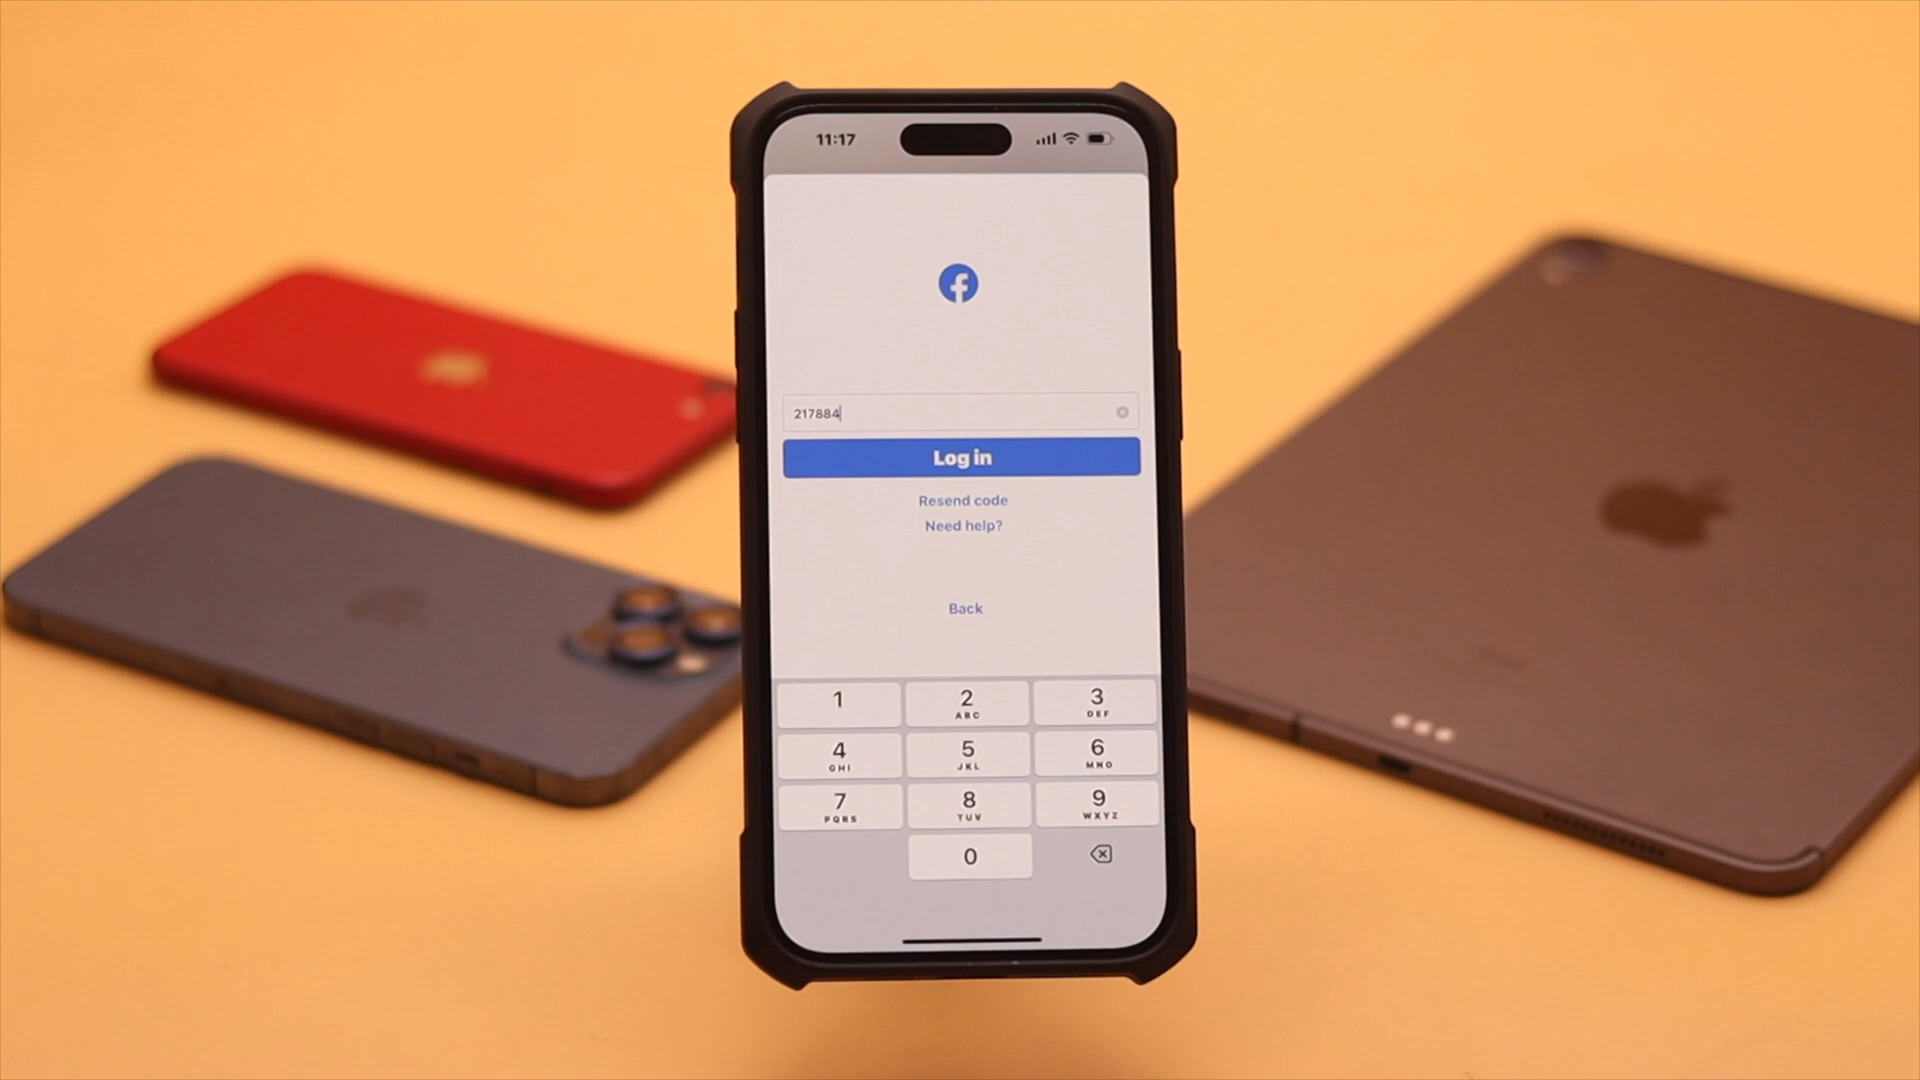 11:17
217884
Log in
Resend code
Need help?
Back
1
2
ABC
3
DEF
4
GHI
5
JKL
6
MNO
7
PQRS
8
TUV
9
WXYZ
0